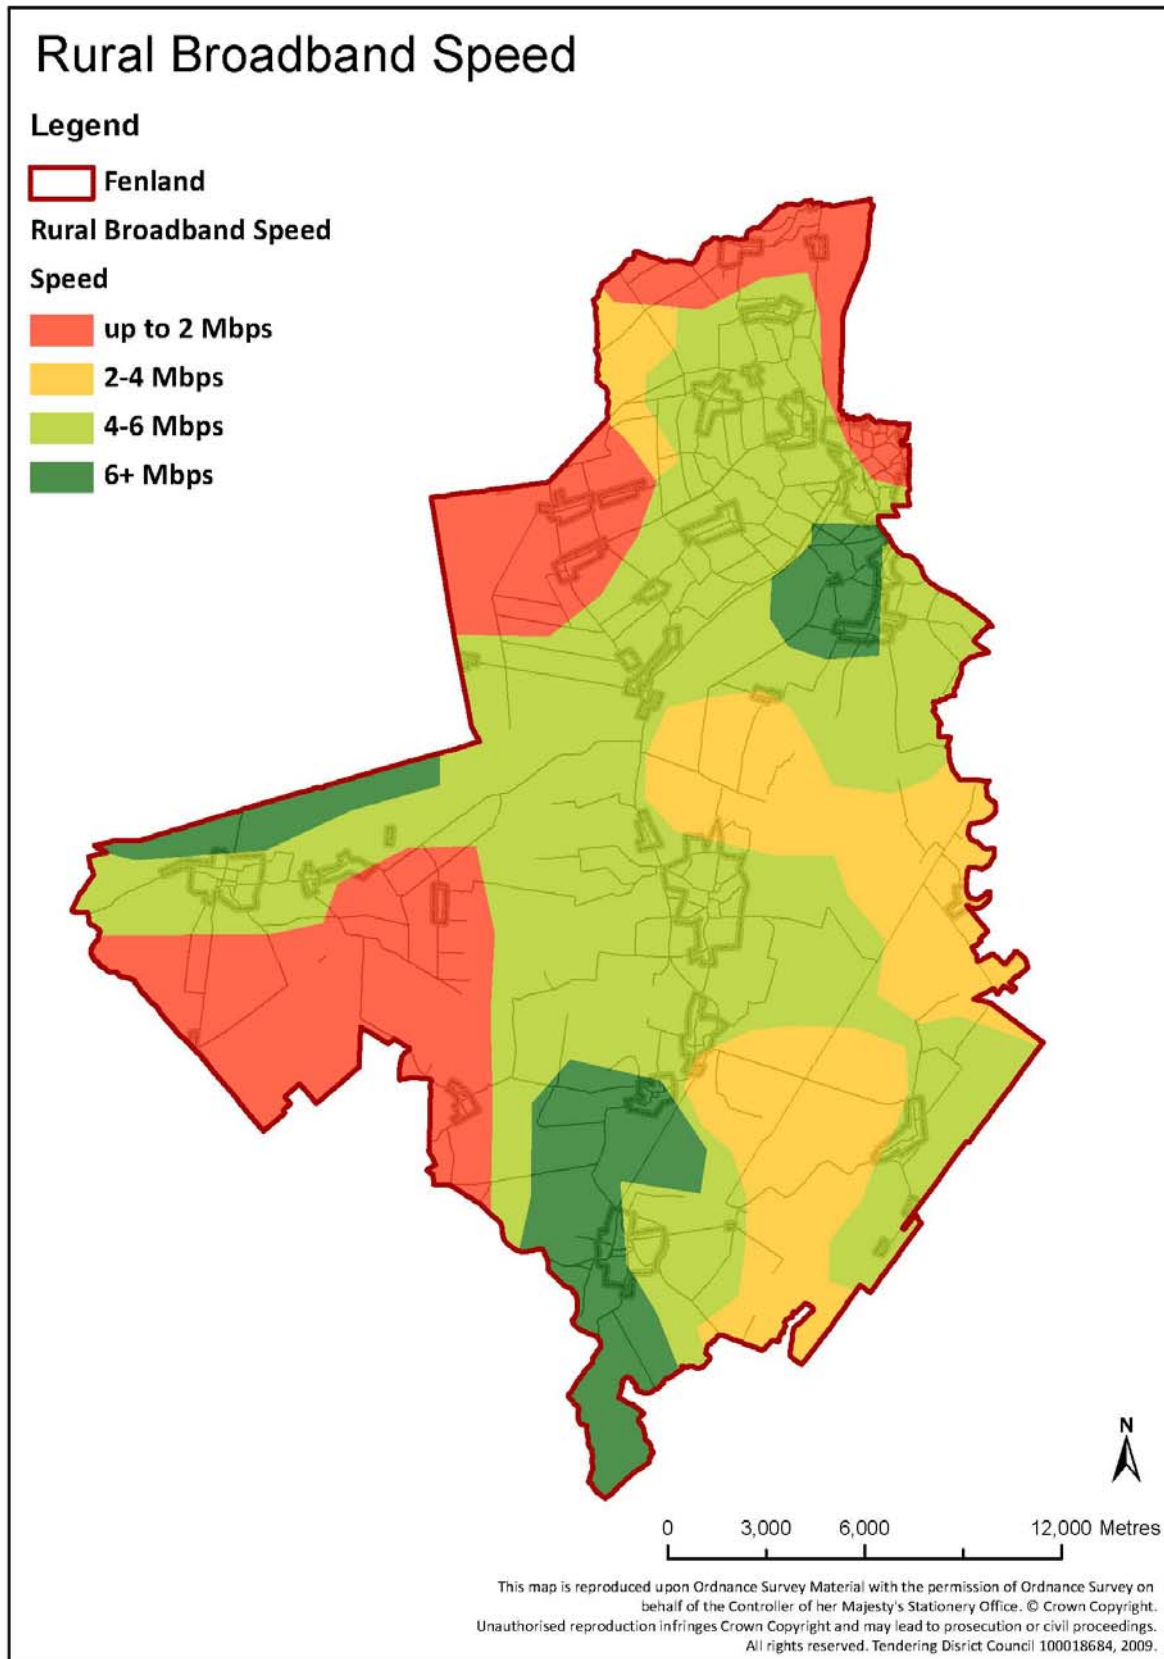 Rural Broadband Speed
Legend
Fenland
Rural Broadband Speed
Speed
up to 2 Mbps
2-4 Mbps
4-6 Mbps
6+ Mbps
N
0 3,000 6,000 12,000 Metres
This map is reproduced upon Ordnance Survey Material with the permission of Ordnance Survey on
behalf of the Controller of her Majesty's Stationery Office. © Crown Copyright.
Unauthorised reproduction infringes Crown Copyright and may lead to prosecution or civil proceedings.
All rights reserved. Tendering Disrict Council 100018684, 2009.